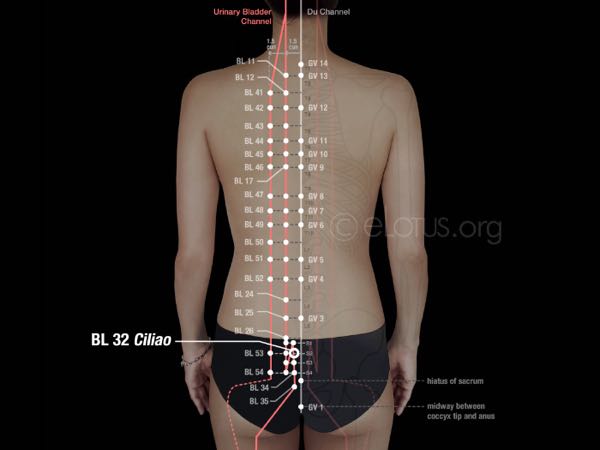 Urinary Bladder
Channel
Du Channel
1.5
cun
1.5
cun
BL 11
GV 14
GV 13
BL 12
BL 41
BL 42
GV 12
BL 43
BL 44
GV 11
BL 45
GV 10
BL 46
GV 9
BL 17
BL 47
GV 8
BL 48
GV 7
BL 49
GV 6
© eLOTUS.org
BL 50
BL 51
GV 5
BL 52
GV 4
BL 24
BL 25
GV 3
BL 26
BL 32 Ciliao
S1
BL 53
S2
S3
BL 54
S4
hiatus of sacrum
BL 34
BL 35
GV 1
midway between
coccyx tip and anus